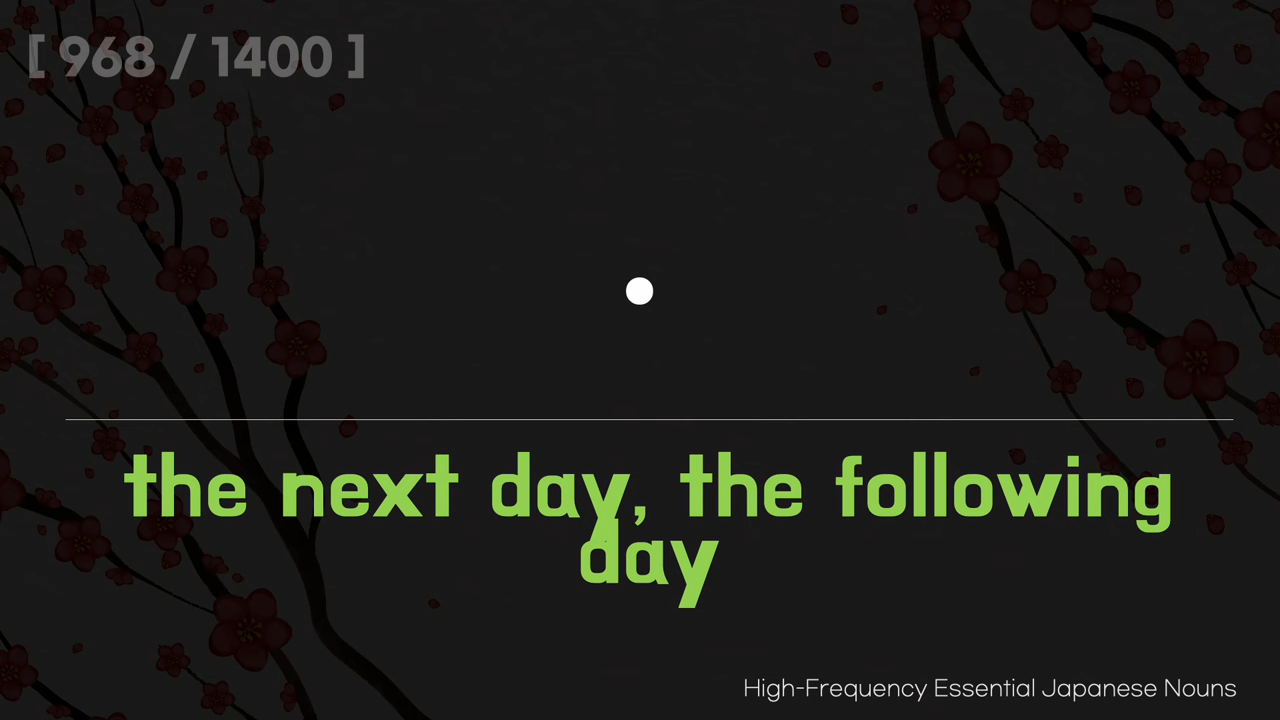 [ 968 / 1400 ]
the next day, the following
day
High-Frequency Essential Japanese Nouns